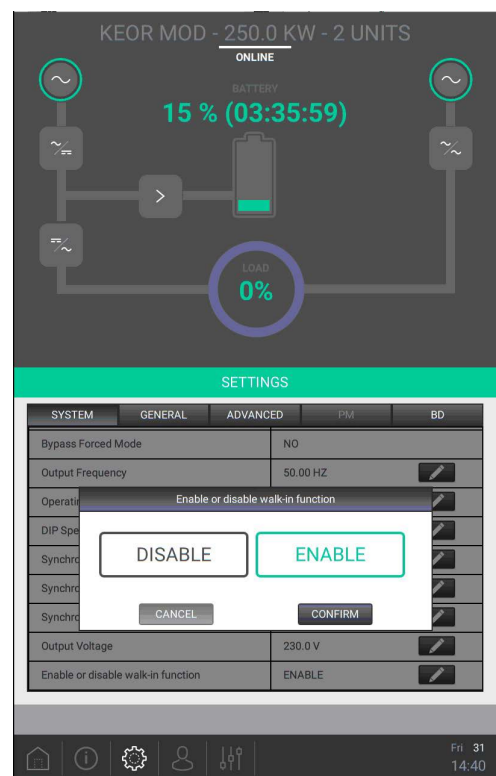 KEOR MOD - 250.0 KW - 2 UNITS
ONLINE
BATTERY
15 % (03:35:59)
LOAD
0%
SETTINGS
SYSTEM GENERAL ADVANCED PM BD
Bypass Forced Mode NO
Output Frequency 50.00 HZ
Enable or disable walk-in function
DISABLE ENABLE
CANCEL CONFIRM
Output Voltage 230.0 V
Enable or disable walk-in function ENABLE
Fri 31
14:40